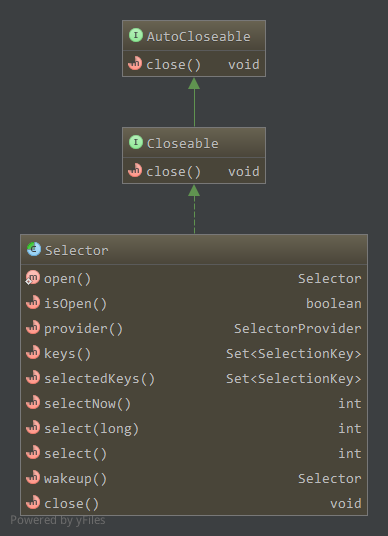 AutoCloseable
close() void
Closeable
close() void
Selector
open() Selector
isOpen() boolean
provider() SelectorProvider
keys() Set<SelectionKey>
selectedKeys() Set<SelectionKey>
selectNow() int
select(long) int
select() int
wakeup() Selector
close() void
Powered by yFiles